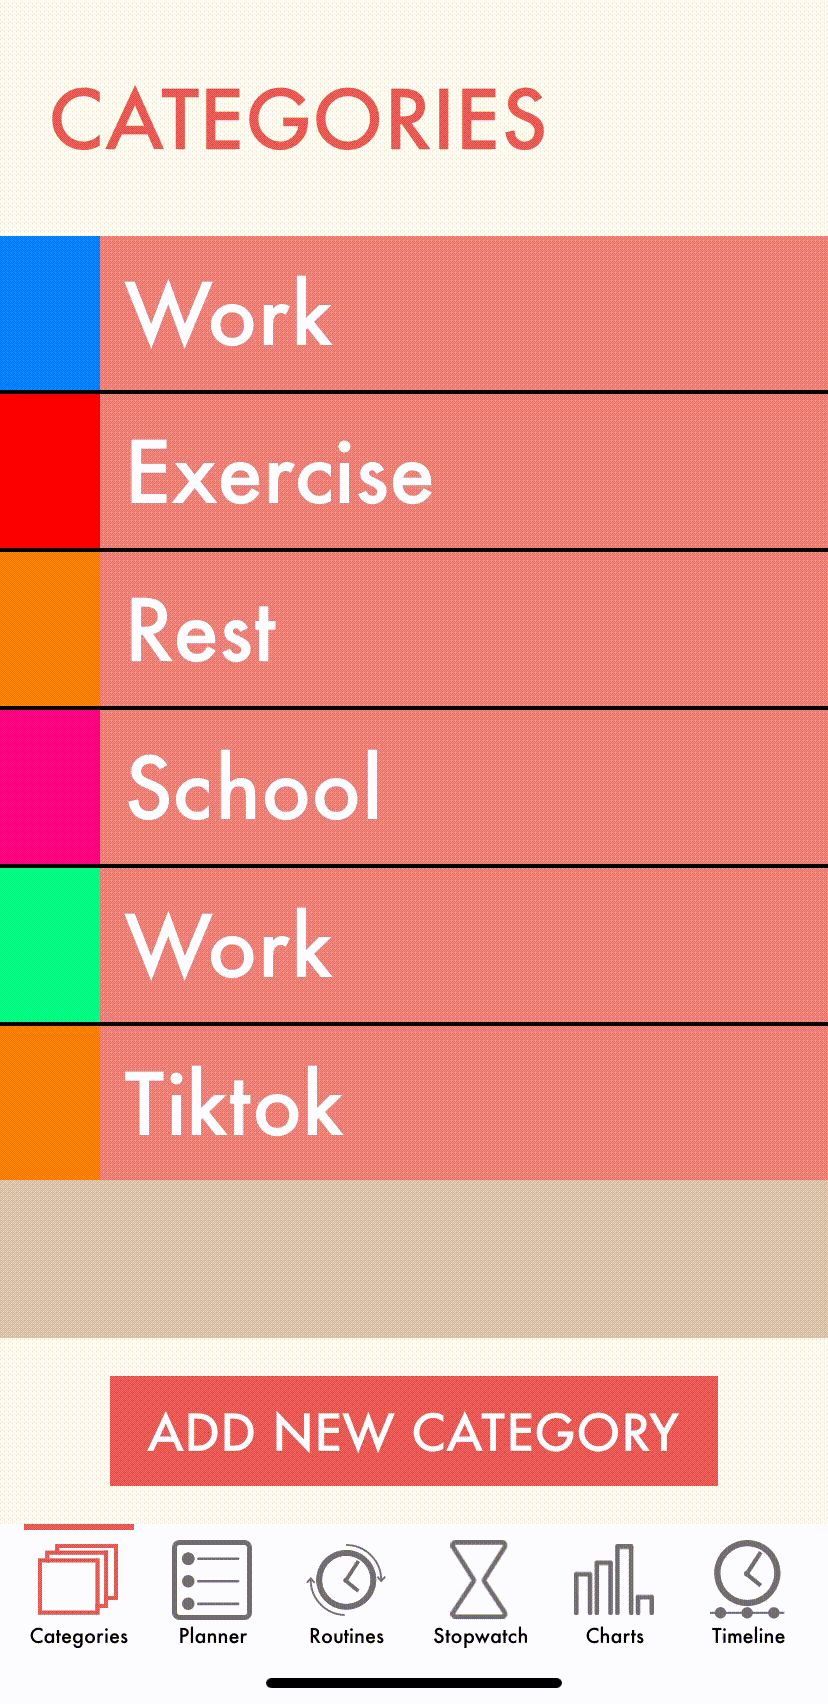 CATEGORIES
Work
Exercise
Rest
School
Work
Tiktok
ADD NEW CATEGORY
Categories Planner Routines Stopwatch Charts Timeline